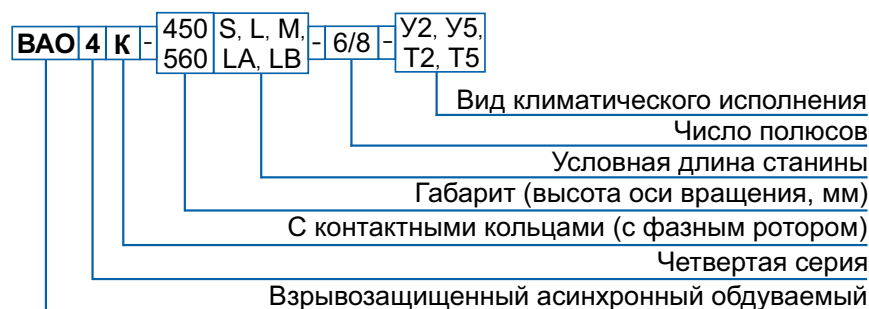 ВАО 4 К - 450 S, L, M, - 6/8 - У2, У5,
560 LA, LB Т2, Т5
Вид климатического исполнения
Число полюсов
Условная длина станины
Габарит (высота оси вращения, мм)
С контактными кольцами (с фазным ротором)
Четвертая серия
Взрывозащищенный асинхронный обдуваемый